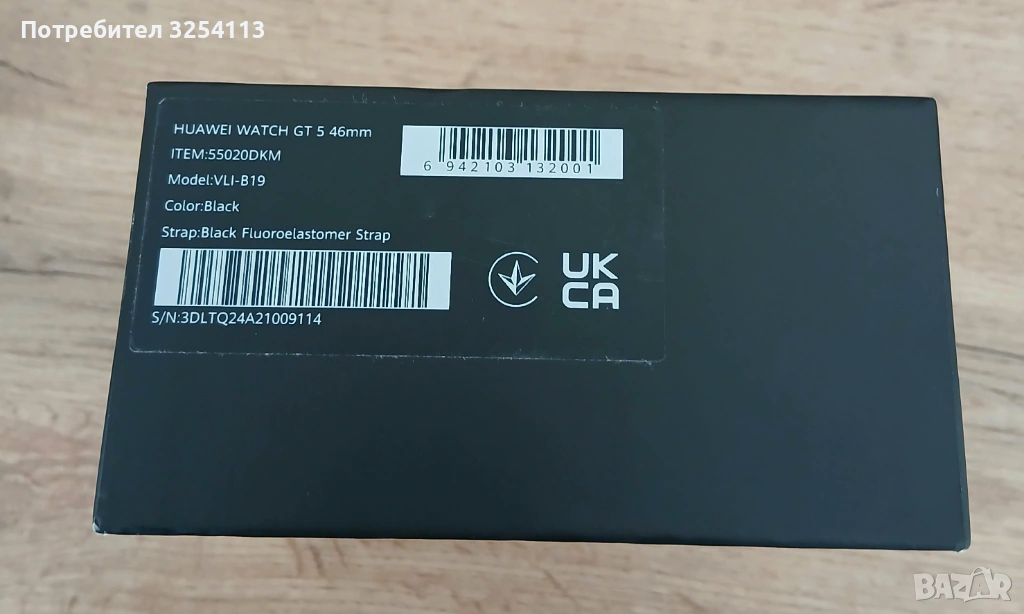 Потребител 3254113
HUAWEI WATCH GT 5 46mm
ITEM:55020DKM
Model:VLI-B19
Color:Black
Strap:Black Fluoroelastomer Strap
S/N:3DLTQ24A21009114
6 942103 132001
UK
CA
BAZAR